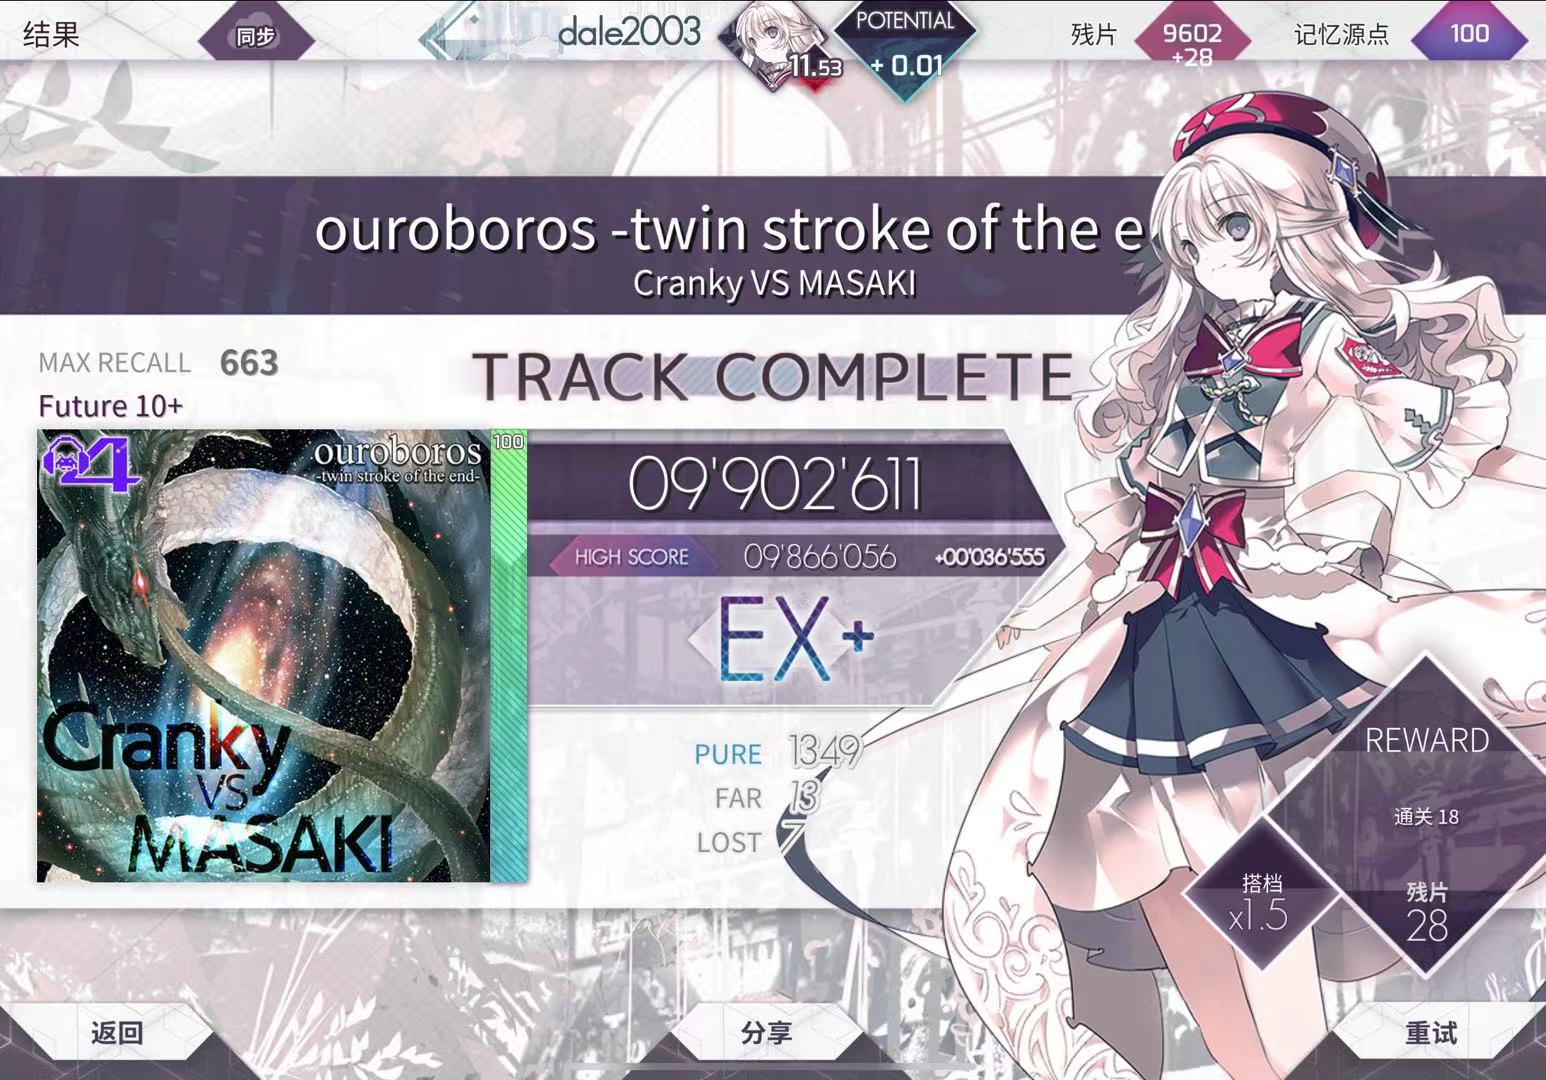 结果
同步
dale2003
11.53
POTENTIAL
+ 0.01
残片
9602
+28
记忆源点
100
ouroboros -twin stroke of the e
Cranky VS MASAKI
MAX RECALL 663
Future 10+
TRACK COMPLETE
ouroboros
-twin stroke of the end-
Cranky
VS
MASAKI
100
09'902'611
HIGH SCORE 09'866'056 +00'036'555
EX+
PURE 1349
FAR 13
LOST 7
REWARD
通关 18
搭档
x1.5
残片
28
返回
分享
重试